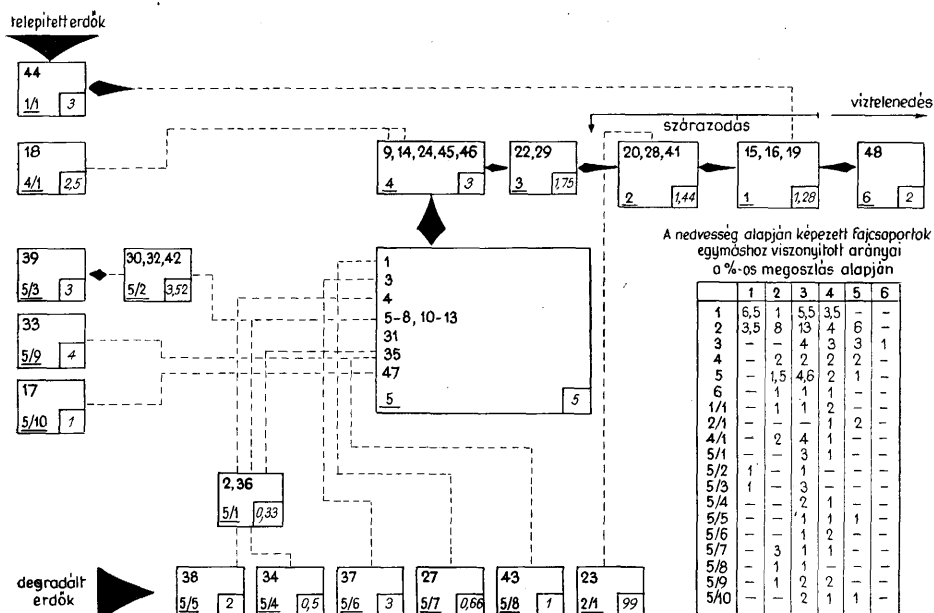 telepített erdők
44
1/1 3
szárazodás
víztelenedés
18
4/1 2,5
9,14,24,45,46
4 3
22,29
3 1,75
20,28,41
2 1,44
15,16,19
1 1,28
48
6 2
39
5/3 3
30,32,42
5/2 3,52
33
5/9 4
17
5/10 1
1
3
4
5-8, 10-13
31
35
47
5 5
2,36
5/1 0,33
degradált
erdők
38
5/5 2
34
5/4 0,5
37
5/6 3
27
5/7 0,66
43
5/8 1
23
2/1 99
A nedvesség alapján képezett fajcsoportok
egymáshoz viszonyított arányai
a %-os megoszlás alapján
1 2 3 4 5 6
1 6,5 1 5,5 3,5 - -
2 3,5 8 13 4 6 -
3 - - 4 3 3 1
4 - 2 2 2 2 -
5 - 1,5 4,6 2 1 -
6 - 1 1 1 - -
1/1 - 1 1 2 - -
2/1 - - - 1 2 -
4/1 - 2 4 1 - -
5/1 - - 3 1 - -
5/2 1 - 1 - - -
5/3 1 - 3 - - -
5/4 - - 2 1 - -
5/5 - - 1 1 1 -
5/6 - - 1 2 - -
5/7 - 3 1 1 - -
5/8 - 1 1 - - -
5/9 - 1 2 2 - -
5/10 - - 2 1 1 -